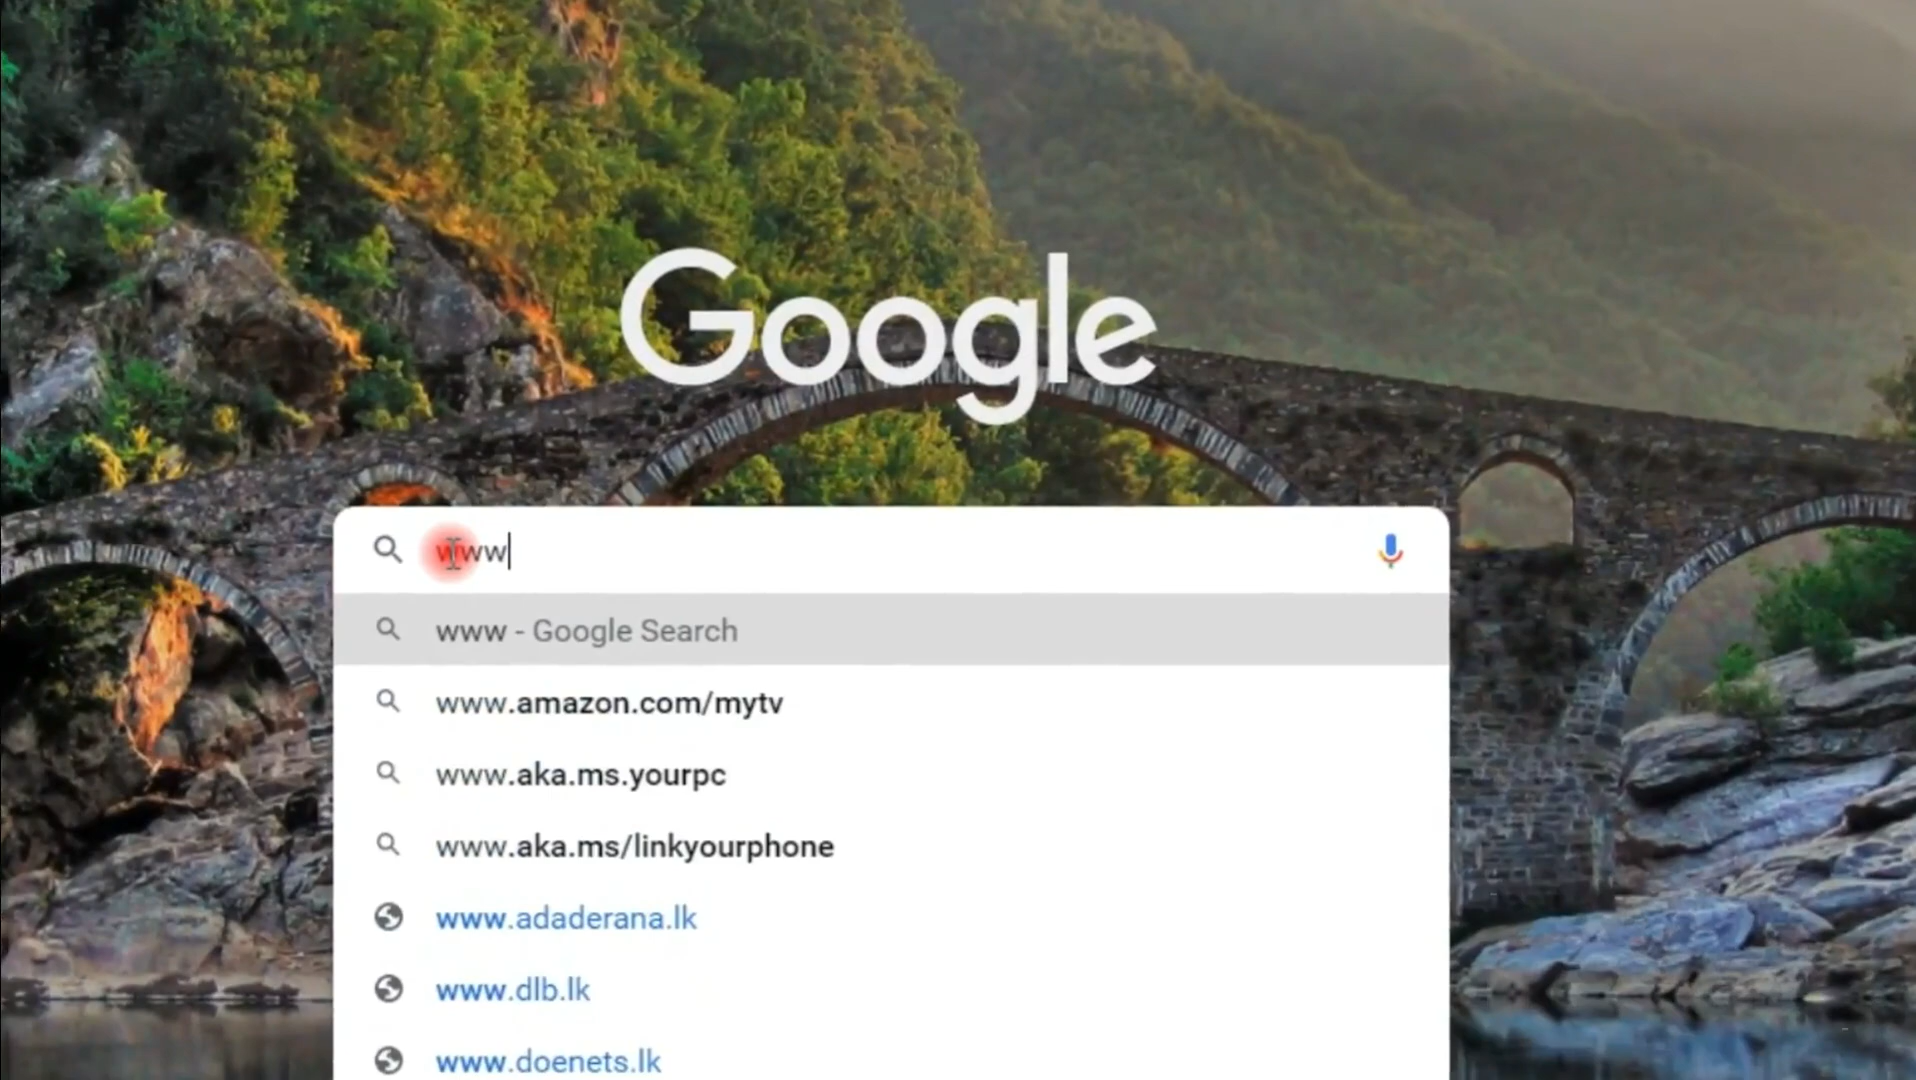 Google
www
www - Google Search
www.amazon.com/mytv
www.aka.ms.yourpc
www.aka.ms/linkyourphone
www.adaderana.lk
www.dlb.lk
www.doenets.lk